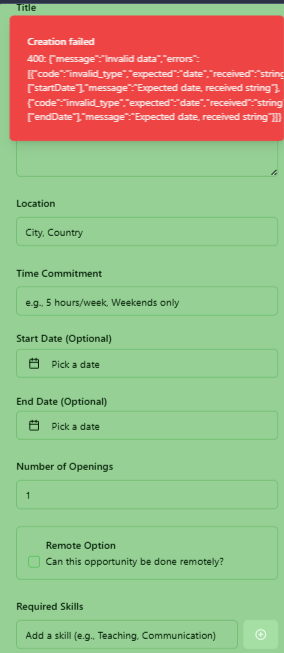 Title
Creation failed
400: {"message":"Invalid data","errors":
[{"code":"invalid_type","expected":"date","received":"string
["startDate"],"message":"Expected date, received string"},
{"code":"invalid_type","expected":"date","received":"string
["endDate"],"message":"Expected date, received string"}]}
Location
City, Country
Time Commitment
e.g., 5 hours/week, Weekends only
Start Date (Optional)
Pick a date
End Date (Optional)
Pick a date
Number of Openings
1
Remote Option
Can this opportunity be done remotely?
Required Skills
Add a skill (e.g., Teaching, Communication)